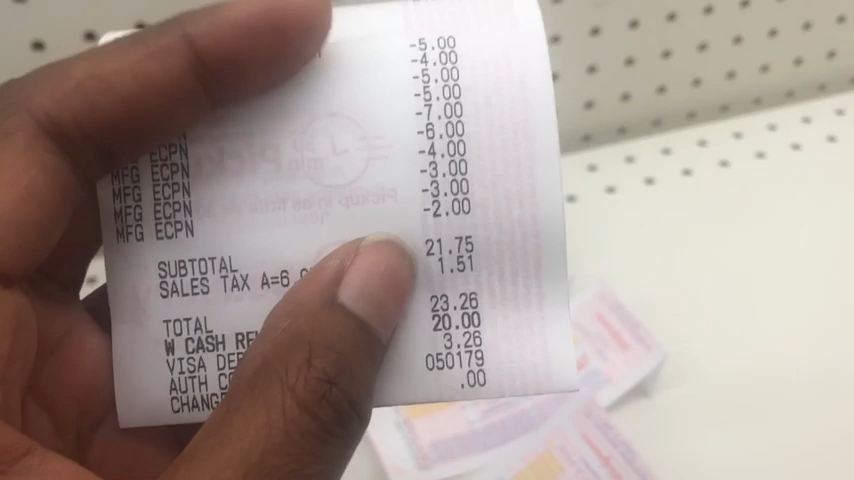 -5.00
-4.00
-5.00
-5.00
-7.00
-6.00
ECPN -4.00
MFG ECPN -3.00
MFG ECPN -3.00
MFG ECPN -2.00
MFG ECPN
SUBTOTAL 21.75
SALES TAX A=6 1.51
TOTAL 23.26
W CASH 20.00
VISA 3.26
AUTH 050179
CHANGE .00